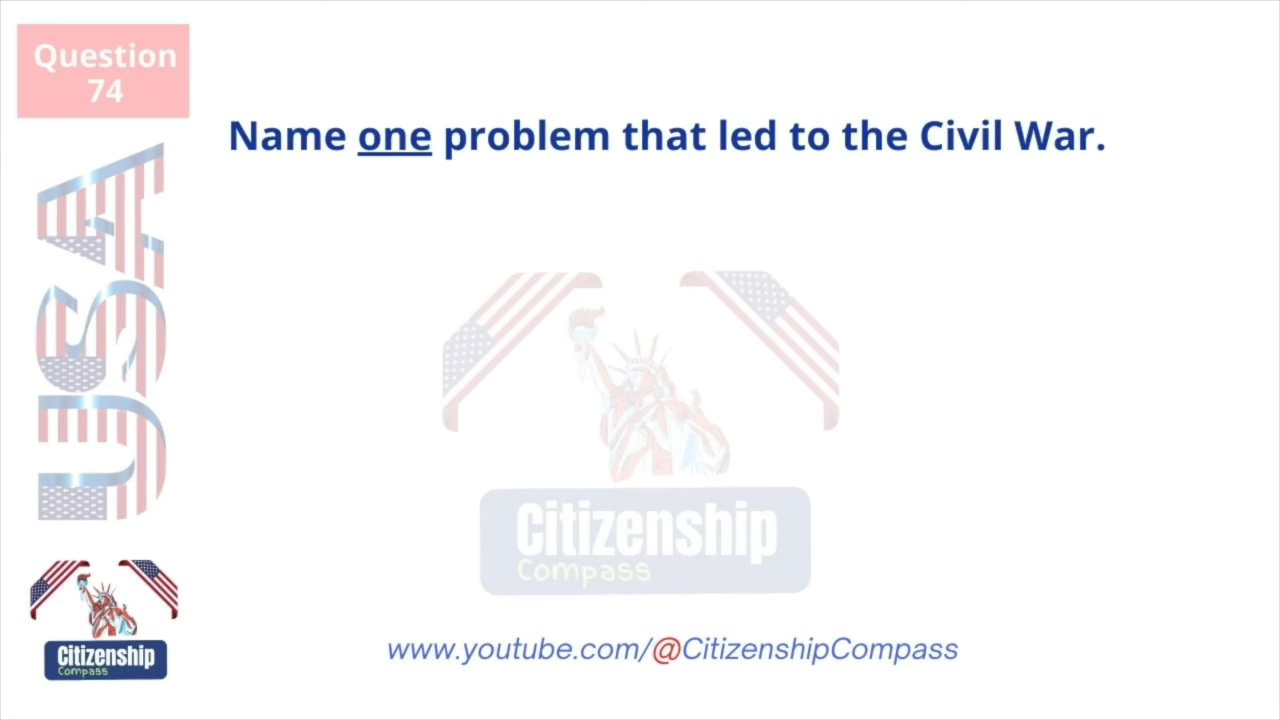 Question
74
Name one problem that led to the Civil War.
USA
Citizenship
Compass
Citizenship
Compass
www.youtube.com/@CitizenshipCompass